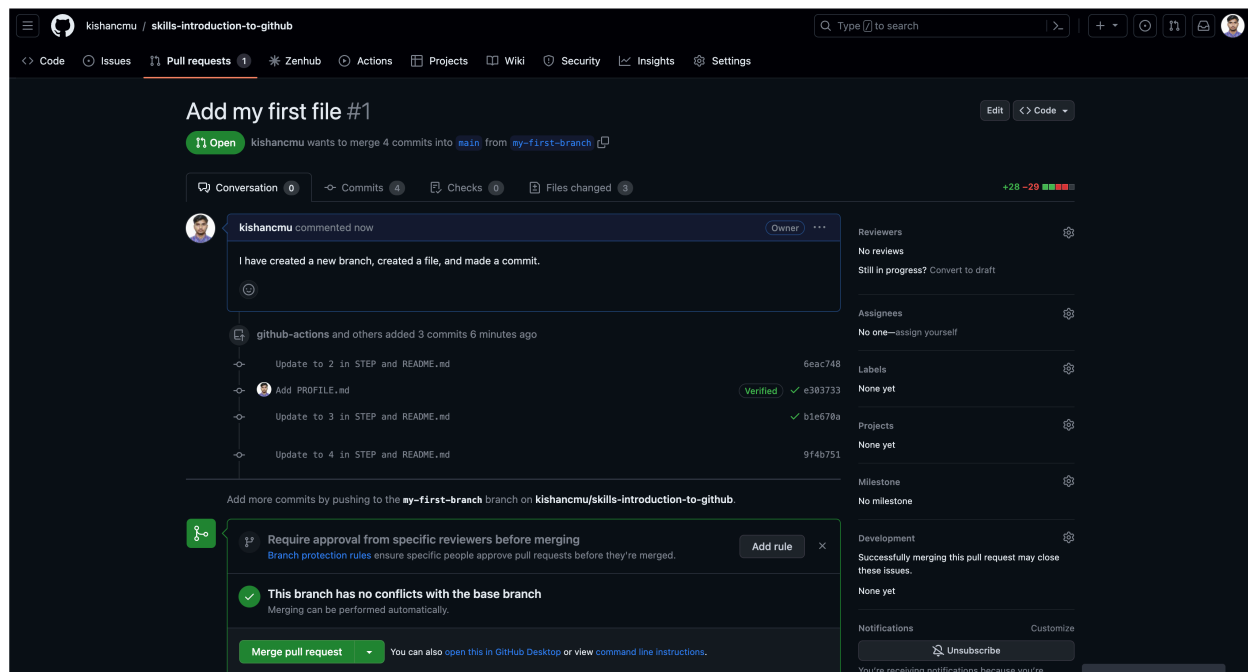 kishancmu / skills-introduction-to-github
Type / to search
Code Issues Pull requests 1 Zenhub Actions Projects Wiki Security Insights Settings
Add my first file #1
Edit <> Code
Open kishancmu wants to merge 4 commits into main from my-first-branch
Conversation 0 Commits 4 Checks 0 Files changed 3
+28 −29
kishancmu commented now
Owner
I have created a new branch, created a file, and made a commit.
github-actions and others added 3 commits 6 minutes ago
Update to 2 in STEP and README.md 6eac748
Add PROFILE.md Verified e303733
Update to 3 in STEP and README.md b1e670a
Update to 4 in STEP and README.md 9f4b751
Add more commits by pushing to the my-first-branch branch on kishancmu/skills-introduction-to-github.
Require approval from specific reviewers before merging
Branch protection rules ensure specific people approve pull requests before they're merged.
Add rule
This branch has no conflicts with the base branch
Merging can be performed automatically.
Merge pull request
You can also open this in GitHub Desktop or view command line instructions.
Reviewers
No reviews
Still in progress? Convert to draft
Assignees
No one—assign yourself
Labels
None yet
Projects
None yet
Milestone
No milestone
Development
Successfully merging this pull request may close
these issues.
None yet
Notifications Customize
Unsubscribe
You're receiving notifications because you're